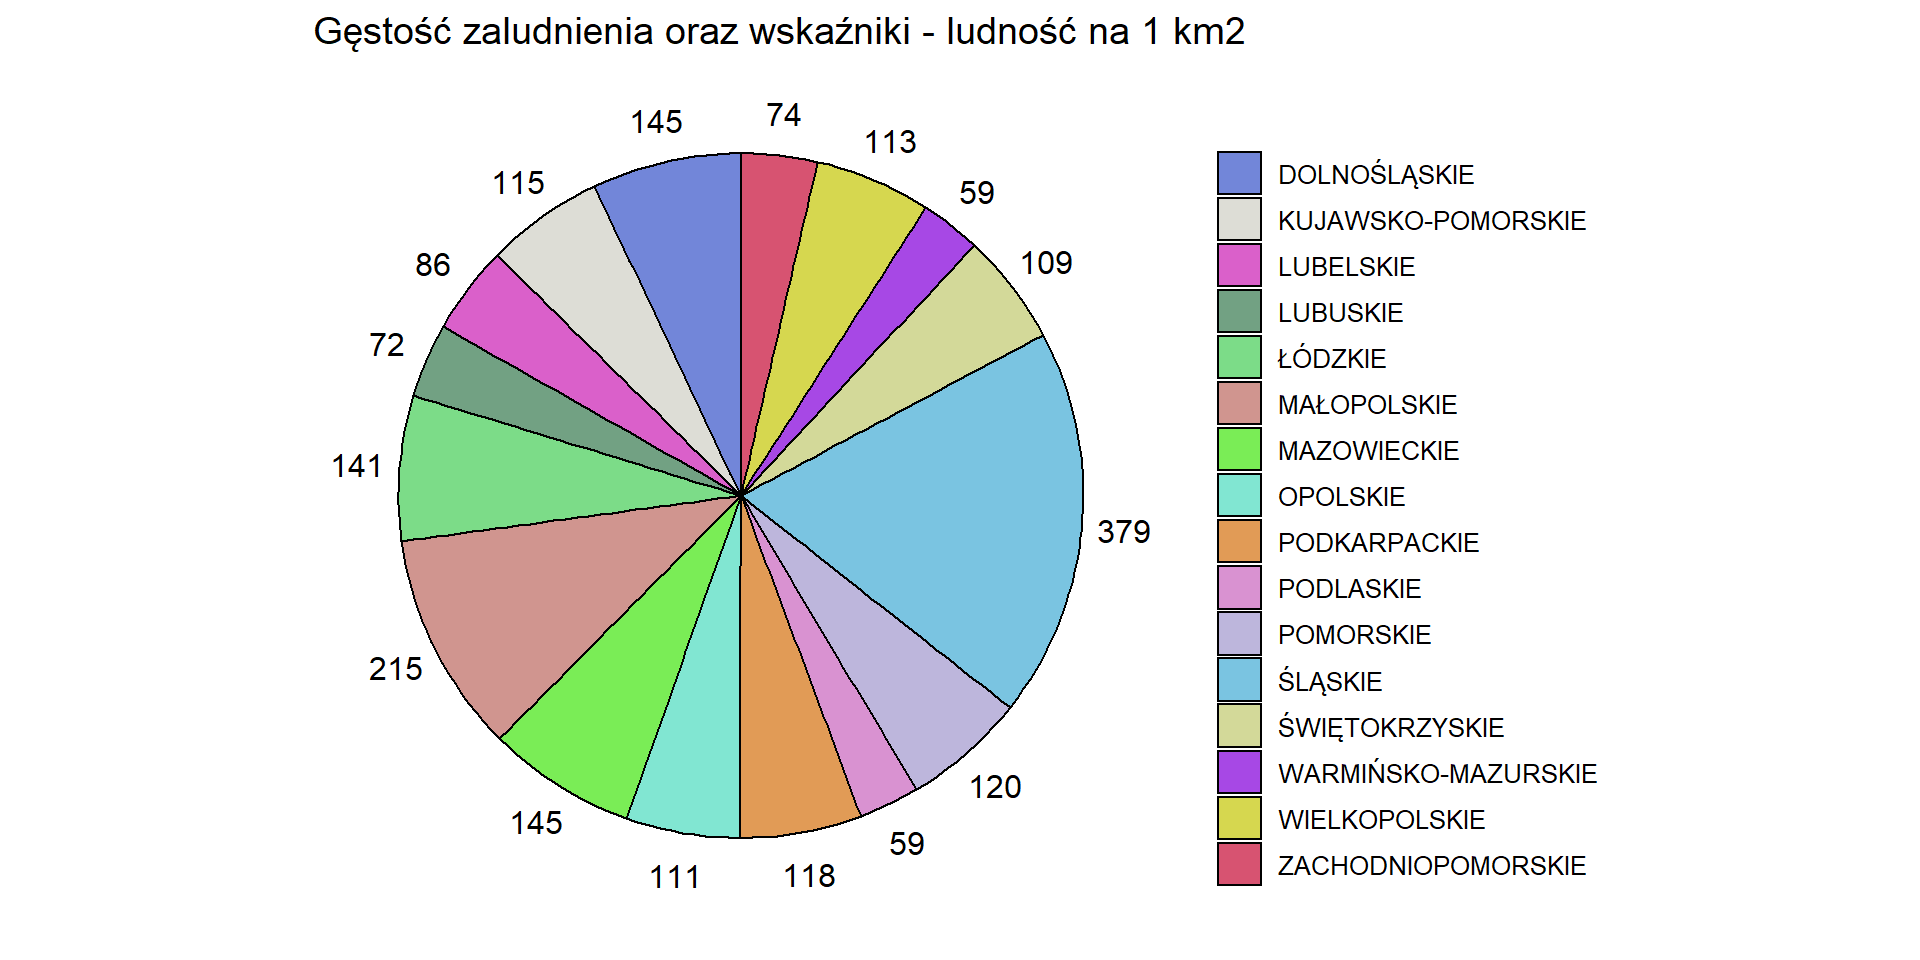 Gęstość zaludnienia oraz wskaźniki - ludność na 1 km2
145
74
113
115
59
109
86
72
141
379
215
145
120
59
111
118
DOLNOŚLĄSKIE
KUJAWSKO-POMORSKIE
LUBELSKIE
LUBUSKIE
ŁÓDZKIE
MAŁOPOLSKIE
MAZOWIECKIE
OPOLSKIE
PODKARPACKIE
PODLASKIE
POMORSKIE
ŚLĄSKIE
ŚWIĘTOKRZYSKIE
WARMIŃSKO-MAZURSKIE
WIELKOPOLSKIE
ZACHODNIOPOMORSKIE